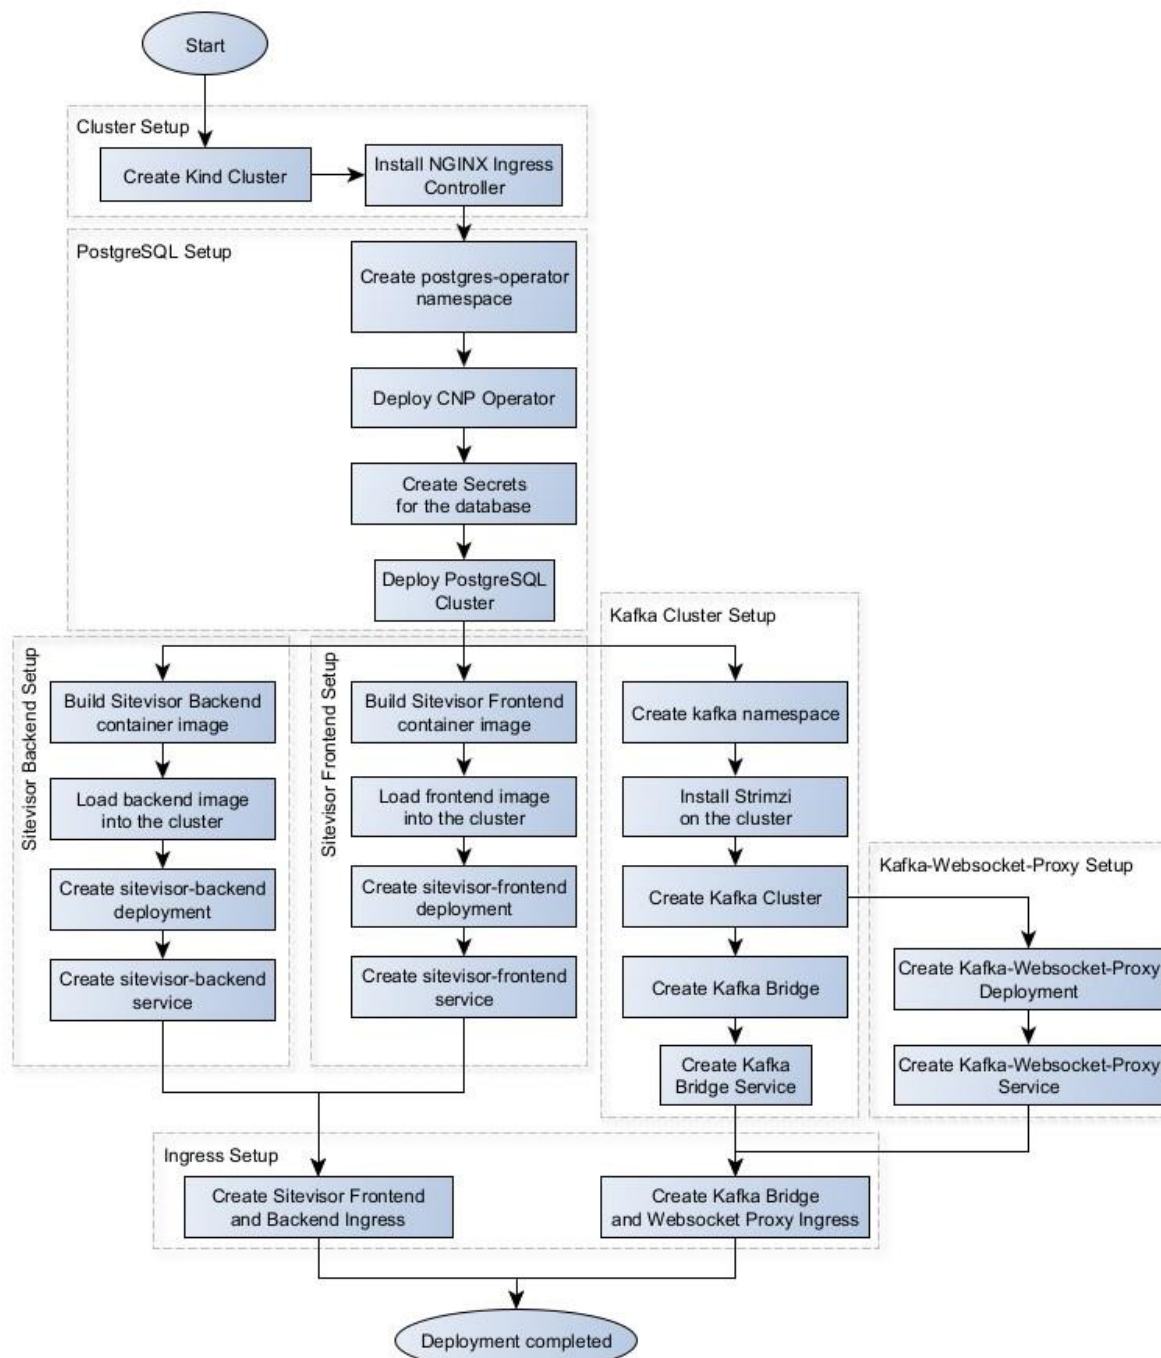 Start
Cluster Setup
Create Kind Cluster
Install NGINX Ingress
Controller
PostgreSQL Setup
Create postgres-operator
namespace
Deploy CNP Operator
Create Secrets
for the database
Deploy PostgreSQL
Cluster
Sitevisor Backend Setup
Build Sitevisor Backend
container image
Load backend image
into the cluster
Create sitevisor-backend
deployment
Create sitevisor-backend
service
Sitevisor Frontend Setup
Build Sitevisor Frontend
container image
Load frontend image
into the cluster
Create sitevisor-frontend
deployment
Create sitevisor-frontend
service
Kafka Cluster Setup
Create kafka namespace
Install Strimzi
on the cluster
Create Kafka Cluster
Create Kafka Bridge
Create Kafka
Bridge Service
Kafka-Websocket-Proxy Setup
Create Kafka-Websocket-Proxy
Deployment
Create Kafka-Websocket-Proxy
Service
Ingress Setup
Create Sitevisor Frontend
and Backend Ingress
Create Kafka Bridge
and Websocket Proxy Ingress
Deployment completed